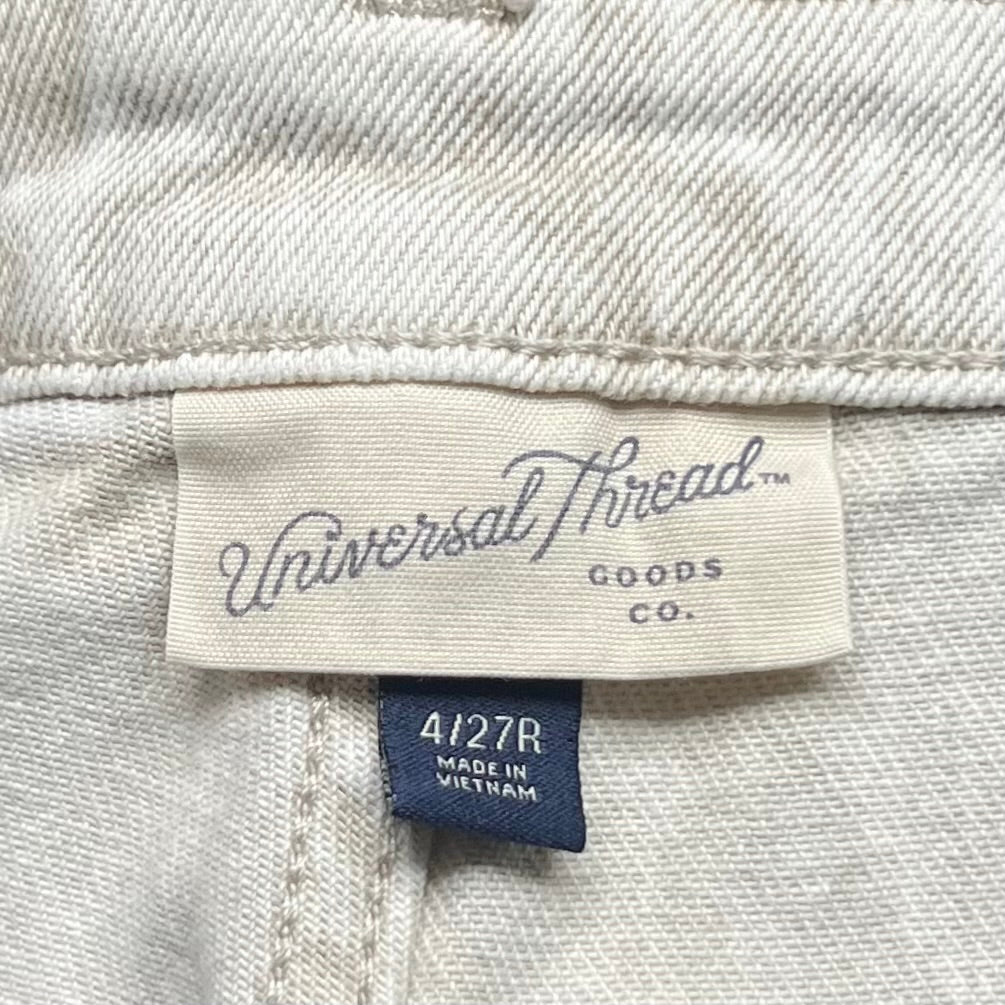 Universal Thread™
GOODS
CO.
4/27R
MADE IN
VIETNAM